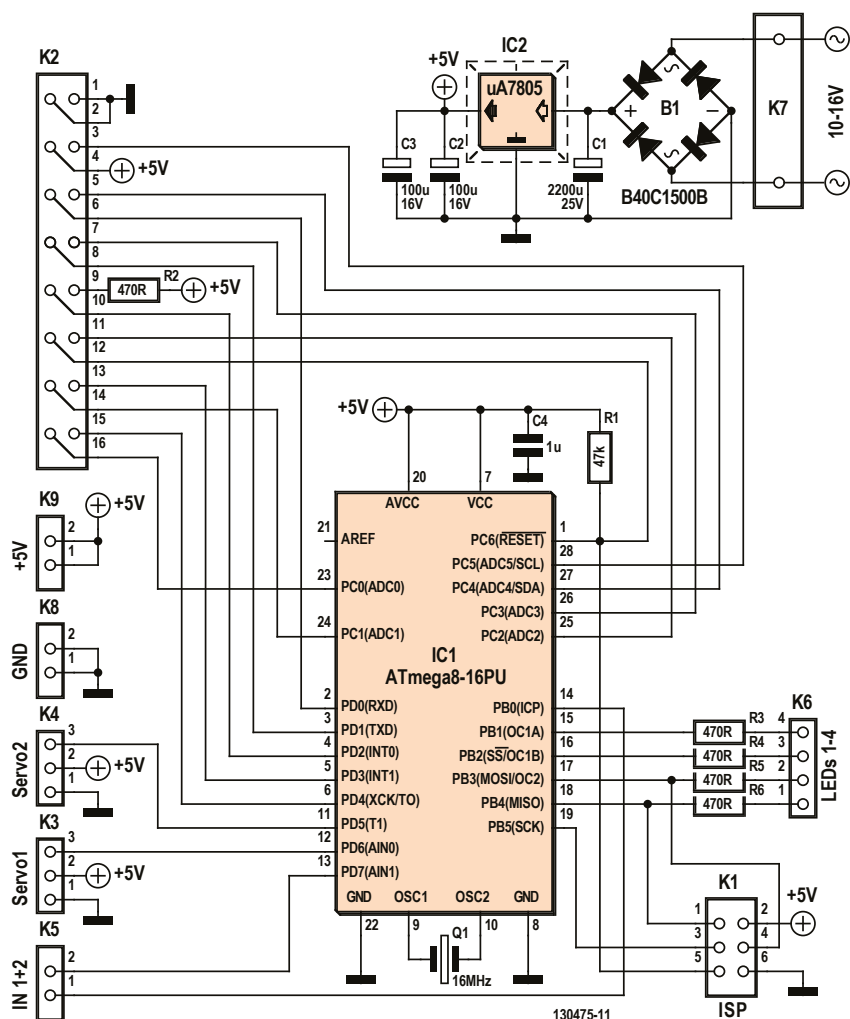 K2
1
2
3
4
+5V
5
6
7
8
9
R2
470R
+5V
10
11
12
13
14
15
16
+5V
IC2
uA7805
C3
100u
16V
C2
100u
16V
C1
2200u
25V
B1
+
−
B40C1500B
K7
10-16V
+5V
C4
1u
R1
47k
20
7
AVCC
VCC
K9
+5V
2
1
+5V
K8
2
1
GND
K4
3
2
+5V
1
Servo2
K3
3
2
+5V
1
Servo1
K5
2
1
IN 1+2
21
AREF
23
PC0(ADC0)
24
PC1(ADC1)
IC1
ATmega8-16PU
2
PD0(RXD)
3
PD1(TXD)
4
PD2(INT0)
5
PD3(INT1)
6
PD4(XCK/TO)
11
PD5(T1)
12
PD6(AIN0)
13
PD7(AIN1)
PC6(RESET)
1
PC5(ADC5/SCL)
28
PC4(ADC4/SDA)
27
PC3(ADC3)
26
PC2(ADC2)
25
PB0(ICP)
14
PB1(OC1A)
15
PB2(SS/OC1B)
16
PB3(MOSI/OC2)
17
PB4(MISO)
18
PB5(SCK)
19
GND
OSC1
OSC2
GND
22
9
10
8
Q1
16MHz
R3
470R
R4
470R
R5
470R
R6
470R
K6
4
3
2
1
LEDs 1-4
K1
+5V
1
2
3
4
5
6
ISP
130475-11